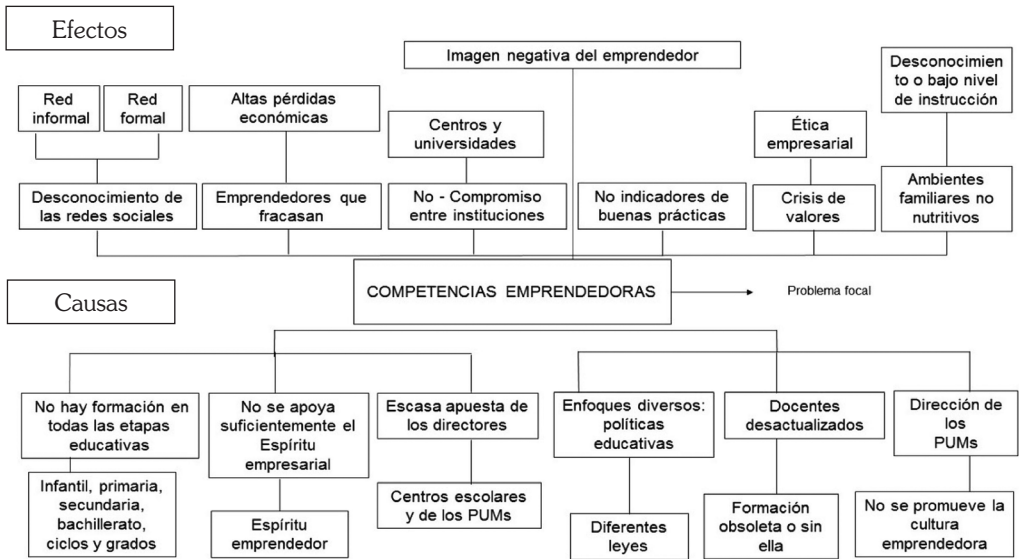 Efectos
Imagen negativa del emprendedor
Desconocimien
to o bajo nivel
de instrucción
Red
informal
Red
formal
Altas pérdidas
económicas
Centros y
universidades
Ética
empresarial
Desconocimiento de
las redes sociales
Emprendedores que
fracasan
No - Compromiso
entre instituciones
No indicadores de
buenas prácticas
Crisis de
valores
Ambientes
familiares no
nutritivos
COMPETENCIAS EMPRENDEDORAS
Problema focal
Causas
No hay formación en
todas las etapas
educativas
No se apoya
suficientemente el
Espíritu
empresarial
Escasa apuesta de
los directores
Enfoques diversos:
políticas
educativas
Docentes
desactualizados
Dirección de
los
PUMs
Infantil, primaria,
secundaria,
bachillerato,
ciclos y grados
Espíritu
emprendedor
Centros escolares
y de los PUMs
Diferentes
leyes
Formación
obsoleta o sin
ella
No se promueve la
cultura
emprendedora